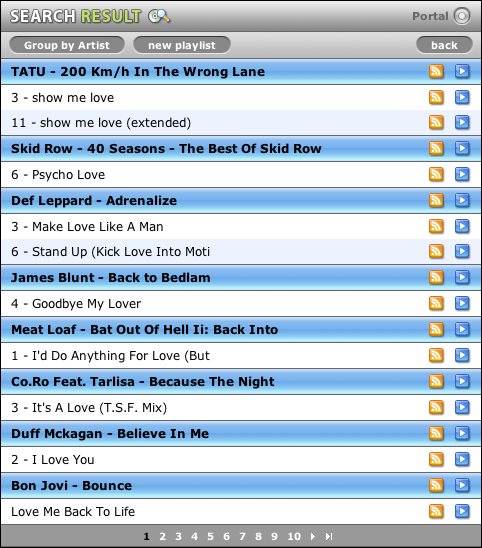 SEARCH RESULT
Portal
Group by Artist new playlist back
TATU - 200 Km/h In The Wrong Lane
3 - show me love
11 - show me love (extended)
Skid Row - 40 Seasons - The Best Of Skid Row
6 - Psycho Love
Def Leppard - Adrenalize
3 - Make Love Like A Man
6 - Stand Up (Kick Love Into Moti
James Blunt - Back to Bedlam
4 - Goodbye My Lover
Meat Loaf - Bat Out Of Hell Ii: Back Into
1 - I'd Do Anything For Love (But
Co.Ro Feat. Tarlisa - Because The Night
3 - It's A Love (T.S.F. Mix)
Duff Mckagan - Believe In Me
2 - I Love You
Bon Jovi - Bounce
Love Me Back To Life
1 2 3 4 5 6 7 8 9 10